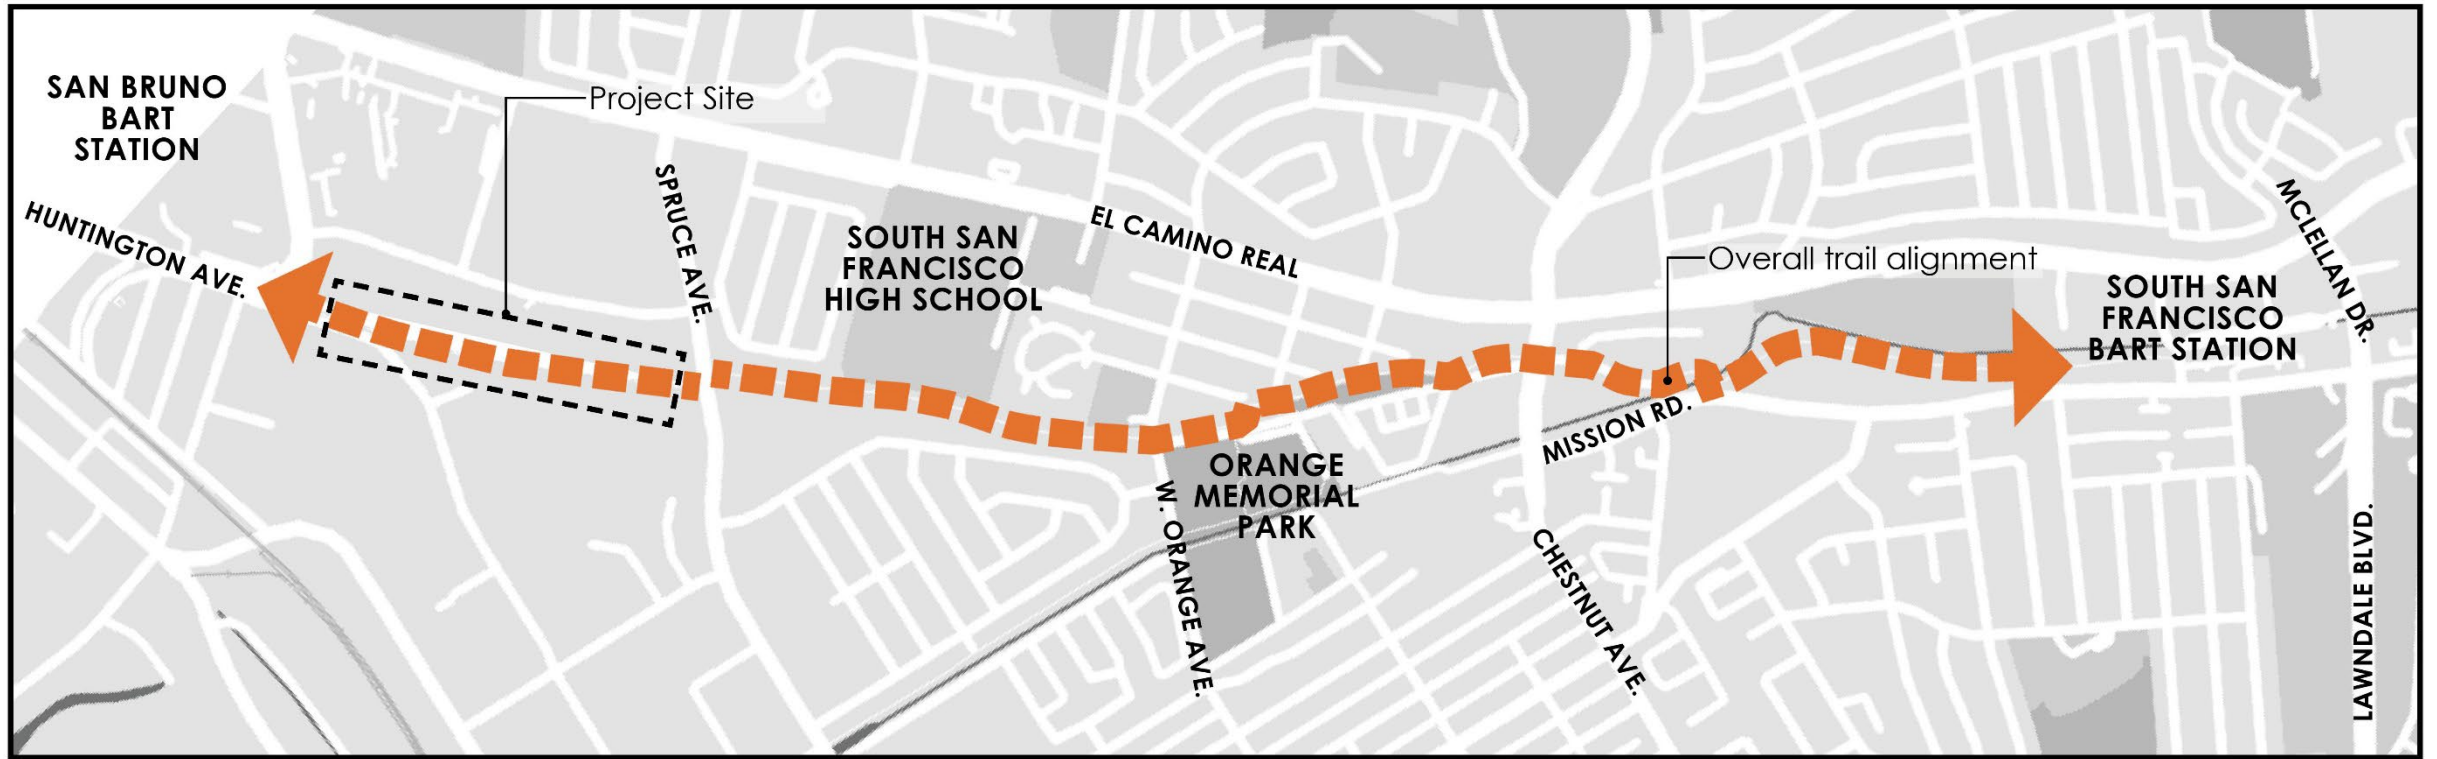 SAN BRUNO
BART
STATION
Project Site
HUNTINGTON AVE.
SPRUCE AVE.
SOUTH SAN
FRANCISCO
HIGH SCHOOL
EL CAMINO REAL
Overall trail alignment
MCLELLAN DR.
SOUTH SAN
FRANCISCO
BART STATION
MISSION RD.
ORANGE
MEMORIAL
PARK
W. ORANGE AVE.
CHESTNUT AVE.
LAWNDALE BLVD.